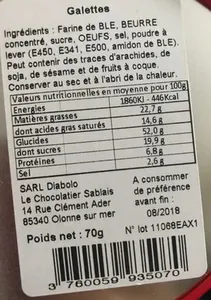 Galettes
Ingrédients : Farine de BLE, BEURRE
concentré, sucre, OEUFS, sel, poudre à
lever (E450, E341, E500, amidon de BLE).
Peut contenir des traces d'arachides, de
soja, de sésame et de fruits à coque.
Conserver au sec et à l'abri de la chaleur.
Valeurs nutritionnelles en moyenne pour 100g
Energies 1860KJ - 446Kcal
Matières grasses 22,7 g
dont acides gras saturés 14,6 g
Glucides 52,0 g
dont sucres 19,9 g
Protéines 6,8 g
Sel 2,6 g
SARL Diabolo
Le Chocolatier Sablais
14 Rue Clément Ader
85340 Olonne sur mer
A consommer
de préférence
avant fin :
08/2018
Poids net : 70g
N° lot 11088EAX1
3 760059 935070